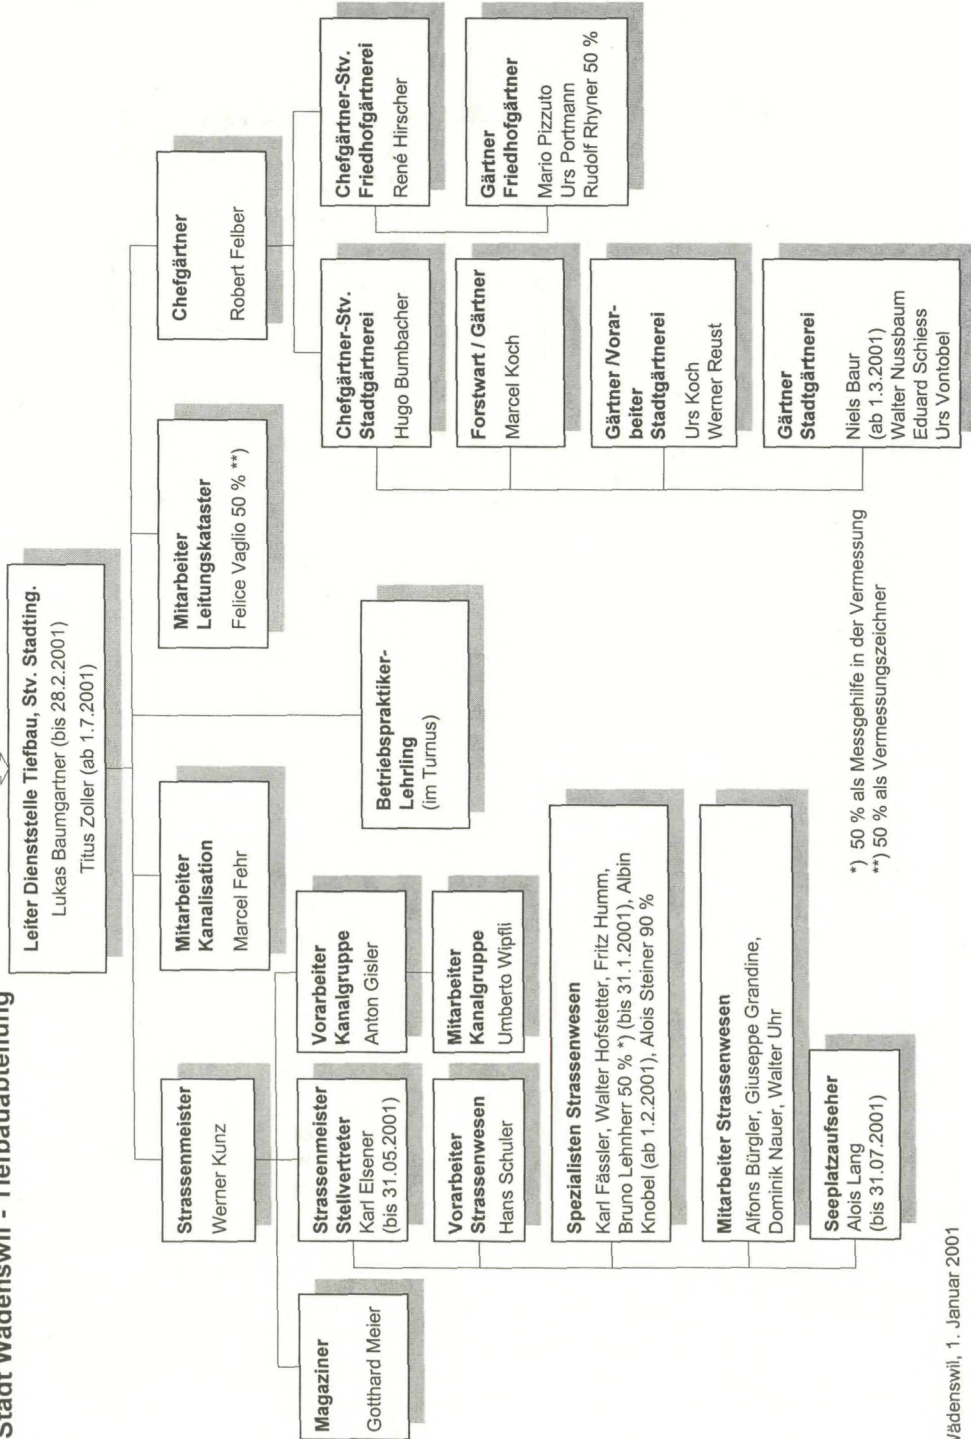 Stadt Wädenswil - Tiefbauabteilung
Leiter Dienststelle Tiefbau, Stv. Stadting.
Lukas Baumgartner (bis 28.2.2001)
Titus Zoller (ab 1.7.2001)
Strassenmeister
Werner Kunz
Mitarbeiter
Kanalisation
Marcel Fehr
Mitarbeiter
Leitungskataster
Felice Vaglio 50 % **)
Chefgärtner
Robert Felber
Magaziner
Gotthard Meier
Strassenmeister
Stellvertreter
Karl Elsener
(bis 31.05.2001)
Vorarbeiter
Kanalgruppe
Anton Gisler
Betriebspraktiker-
Lehrling
(im Turnus)
Chefgärtner-Stv.
Stadtgärtnerei
Hugo Bumbacher
Chefgärtner-Stv.
Friedhofgärtnerei
René Hirscher
Vorarbeiter
Strassenwesen
Hans Schuler
Mitarbeiter
Kanalgruppe
Umberto Wipfli
Forstwart / Gärtner
Marcel Koch
Gärtner
Friedhofgärtner
Mario Pizzuto
Urs Portmann
Rudolf Rhyner 50 %
Spezialisten Strassenwesen
Karl Fässler, Walter Hofstetter, Fritz Humm,
Bruno Lehnherr 50 % *) (bis 31.1.2001), Albin
Knobel (ab 1.2.2001), Alois Steiner 90 %
Gärtner /Vorar-
beiter
Stadtgärtnerei
Urs Koch
Werner Reust
Mitarbeiter Strassenwesen
Alfons Bürgler, Giuseppe Grandine,
Dominik Nauer, Walter Uhr
Gärtner
Stadtgärtnerei
Niels Baur
(ab 1.3.2001)
Walter Nussbaum
Eduard Schiess
Urs Vontobel
Seeplatzaufseher
Alois Lang
(bis 31.07.2001)
*) 50 % als Messgehilfe in der Vermessung
**) 50 % als Vermessungszeichner
Wädenswil, 1. Januar 2001